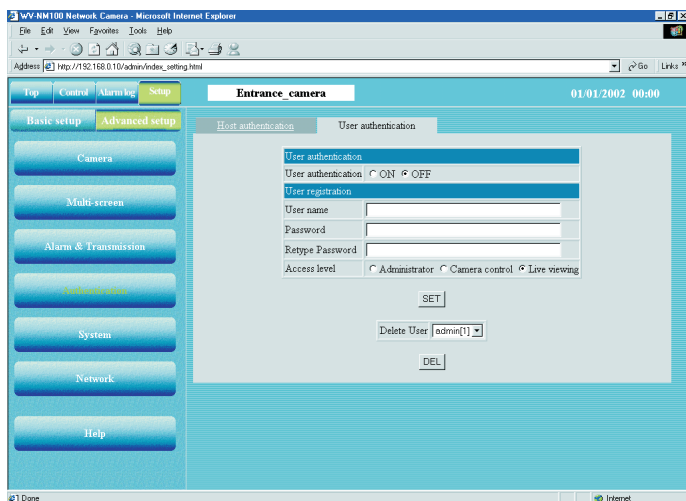 WV-NM100 Network Camera - Microsoft Internet Explorer
File Edit View Favorites Tools Help
Address http://192.168.0.10/admin/index_setting.html Go Links »
Top Control Alarm log Setup Entrance_camera 01/01/2002 00:00
Basic setup Advanced setup
Host authentication User authentication
Camera
Multi-screen
Alarm & Transmission
Authentication
System
Network
Help
User authentication
User authentication ON OFF
User registration
User name
Password
Retype Password
Access level Administrator Camera control Live viewing
SET
Delete User admin[1]
DEL
Done Internet